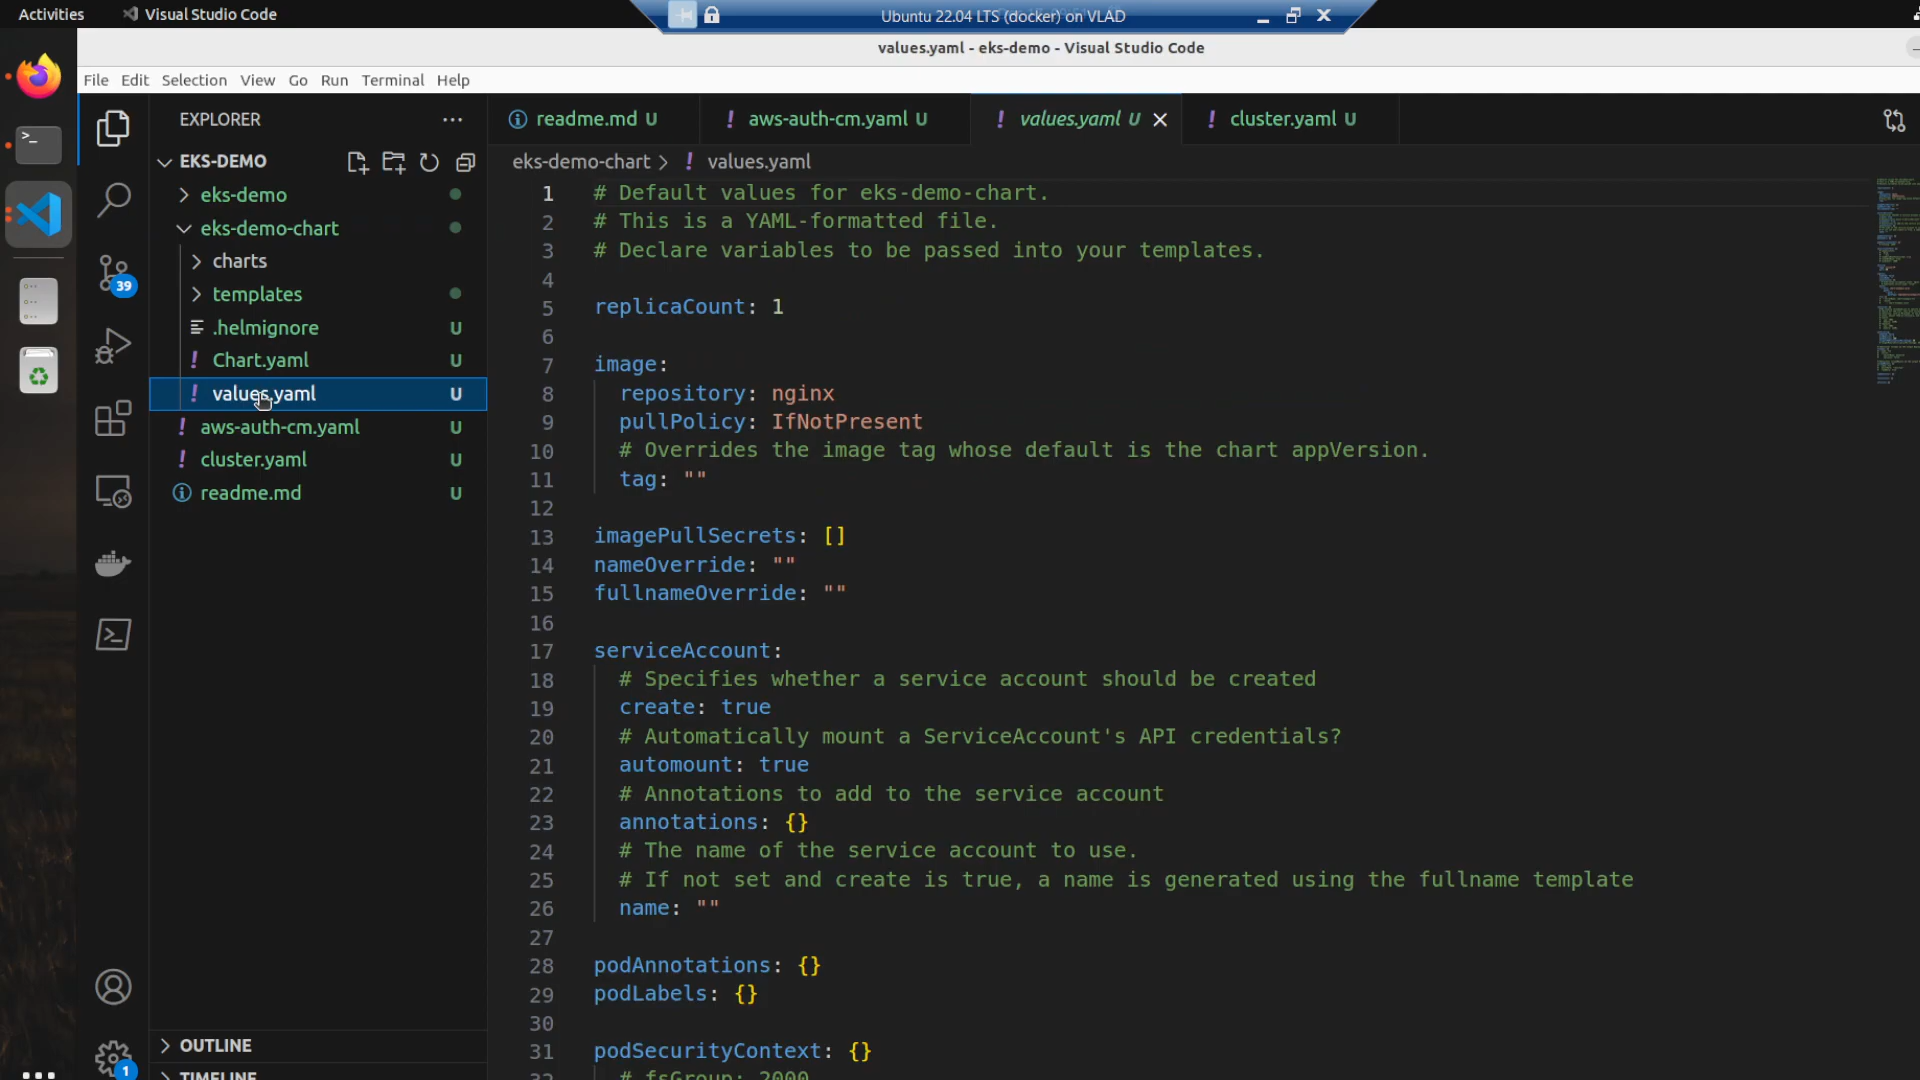 Activities
Visual Studio Code
Ubuntu 22.04 LTS (docker) on VLAD
values.yaml - eks-demo - Visual Studio Code
File Edit Selection View Go Run Terminal Help
EXPLORER
readme.md U
! aws-auth-cm.yaml U
! values.yaml U
! cluster.yaml U
EKS-DEMO
eks-demo
eks-demo-chart
charts
templates
.helmignore U
! Chart.yaml U
! values.yaml U
! aws-auth-cm.yaml U
! cluster.yaml U
readme.md U
39
OUTLINE
TIMELINE
1
eks-demo-chart > ! values.yaml
1 # Default values for eks-demo-chart.
2 # This is a YAML-formatted file.
3 # Declare variables to be passed into your templates.
4
5 replicaCount: 1
6
7 image:
8 repository: nginx
9 pullPolicy: IfNotPresent
10 # Overrides the image tag whose default is the chart appVersion.
11 tag: ""
12
13 imagePullSecrets: []
14 nameOverride: ""
15 fullnameOverride: ""
16
17 serviceAccount:
18 # Specifies whether a service account should be created
19 create: true
20 # Automatically mount a ServiceAccount's API credentials?
21 automount: true
22 # Annotations to add to the service account
23 annotations: {}
24 # The name of the service account to use.
25 # If not set and create is true, a name is generated using the fullname template
26 name: ""
27
28 podAnnotations: {}
29 podLabels: {}
30
31 podSecurityContext: {}
32 # fsGroup: 2000